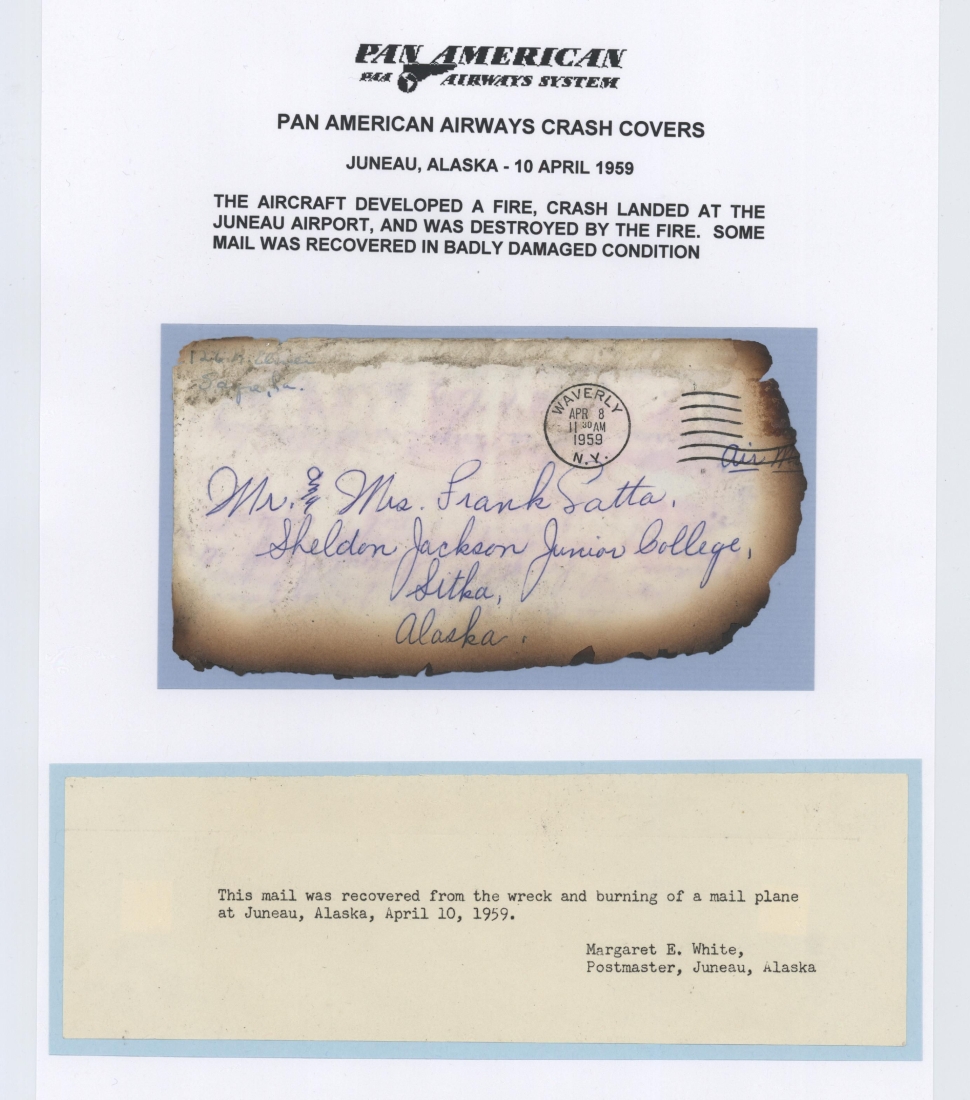 PAN AMERICAN
PAA AIRWAYS SYSTEM
PAN AMERICAN AIRWAYS CRASH COVERS
JUNEAU, ALASKA - 10 APRIL 1959
THE AIRCRAFT DEVELOPED A FIRE, CRASH LANDED AT THE
JUNEAU AIRPORT, AND WAS DESTROYED BY THE FIRE. SOME
MAIL WAS RECOVERED IN BADLY DAMAGED CONDITION
WAVERLY
APR 8
11 30 AM
1959
N.Y.
Air
Mr. & Mrs. Frank Satta.
Sheldon Jackson Junior College,
Sitka,
Alaska.
This mail was recovered from the wreck and burning of a mail plane
at Juneau, Alaska, April 10, 1959.
Margaret E. White,
Postmaster, Juneau, Alaska